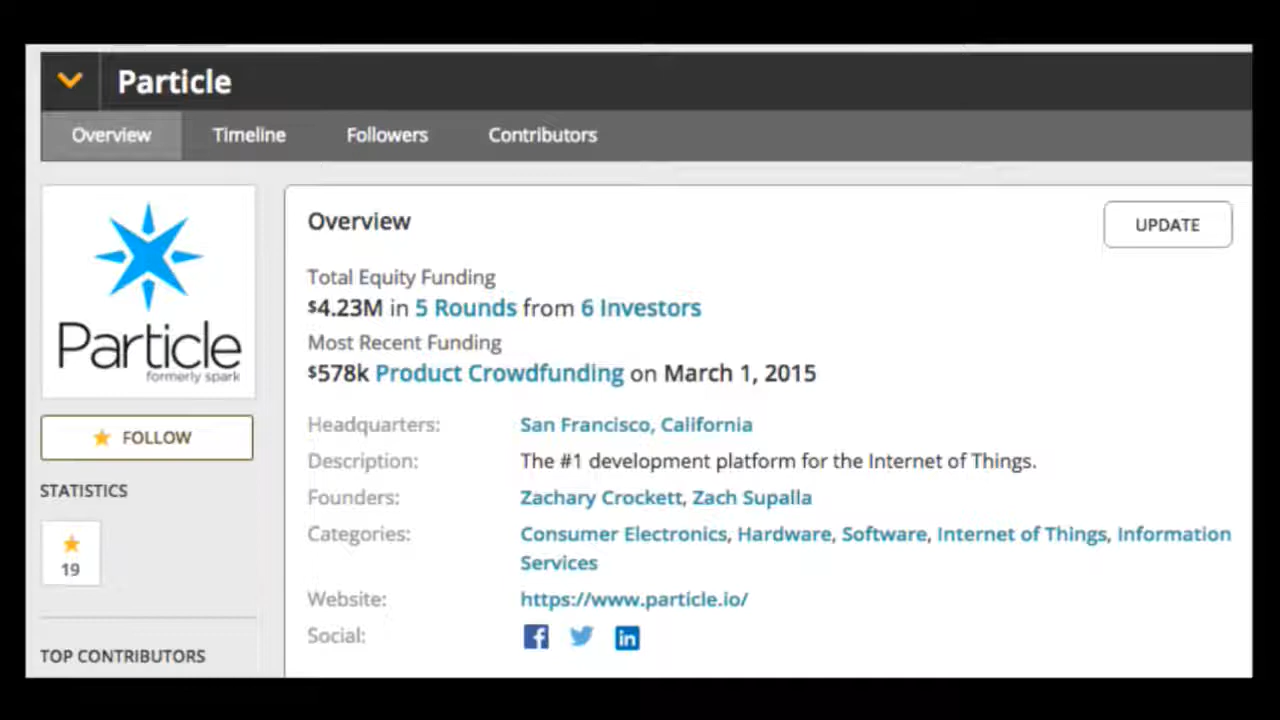 Particle
Overview Timeline Followers Contributors
Particle
formerly spark
FOLLOW
STATISTICS
19
TOP CONTRIBUTORS
Overview
UPDATE
Total Equity Funding
$4.23M in 5 Rounds from 6 Investors
Most Recent Funding
$578k Product Crowdfunding on March 1, 2015
Headquarters: San Francisco, California
Description: The #1 development platform for the Internet of Things.
Founders: Zachary Crockett, Zach Supalla
Categories: Consumer Electronics, Hardware, Software, Internet of Things, Information
Services
Website: https://www.particle.io/
Social: f in